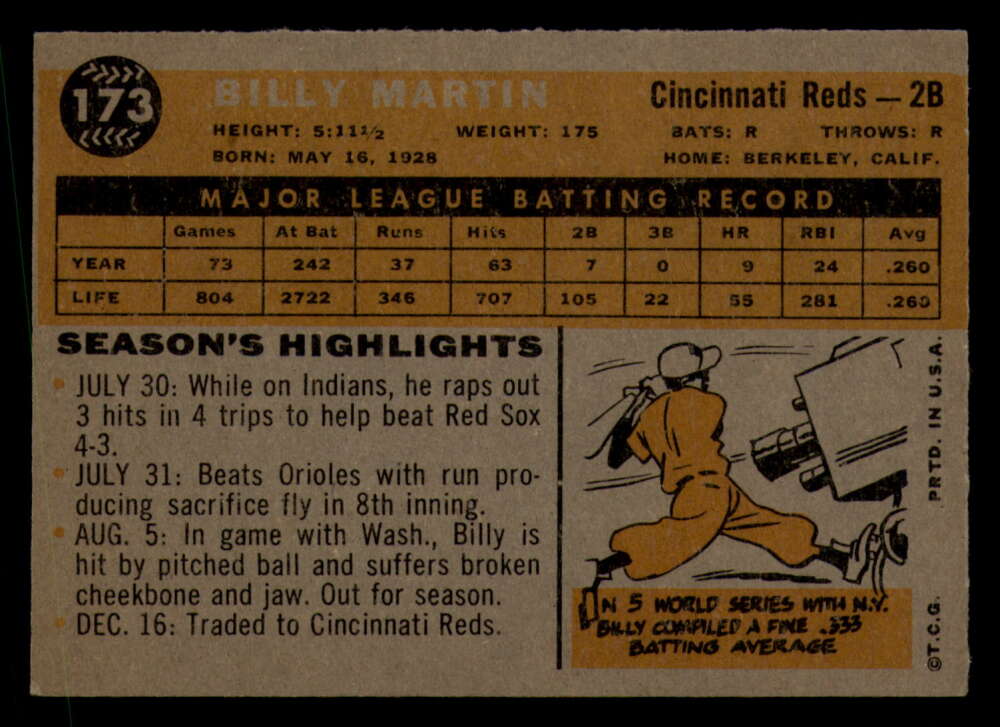 173
BILLY MARTIN
Cincinnati Reds — 2B
HEIGHT: 5:11½ WEIGHT: 175 BATS: R THROWS: R
BORN: MAY 16, 1928 HOME: BERKELEY, CALIF.
MAJOR LEAGUE BATTING RECORD
Games At Bat Runs Hits 2B 3B HR RBI Avg
YEAR 73 242 37 63 7 0 9 24 .260
LIFE 804 2722 346 707 105 22 55 281 .260
SEASON'S HIGHLIGHTS
• JULY 30: While on Indians, he raps out
3 hits in 4 trips to help beat Red Sox
4-3.
• JULY 31: Beats Orioles with run pro-
ducing sacrifice fly in 8th inning.
• AUG. 5: In game with Wash., Billy is
hit by pitched ball and suffers broken
cheekbone and jaw. Out for season.
• DEC. 16: Traded to Cincinnati Reds.
IN 5 WORLD SERIES WITH N.Y.
BILLY COMPILED A FINE .333
BATTING AVERAGE
©T.C.G. PRTD. IN U.S.A.